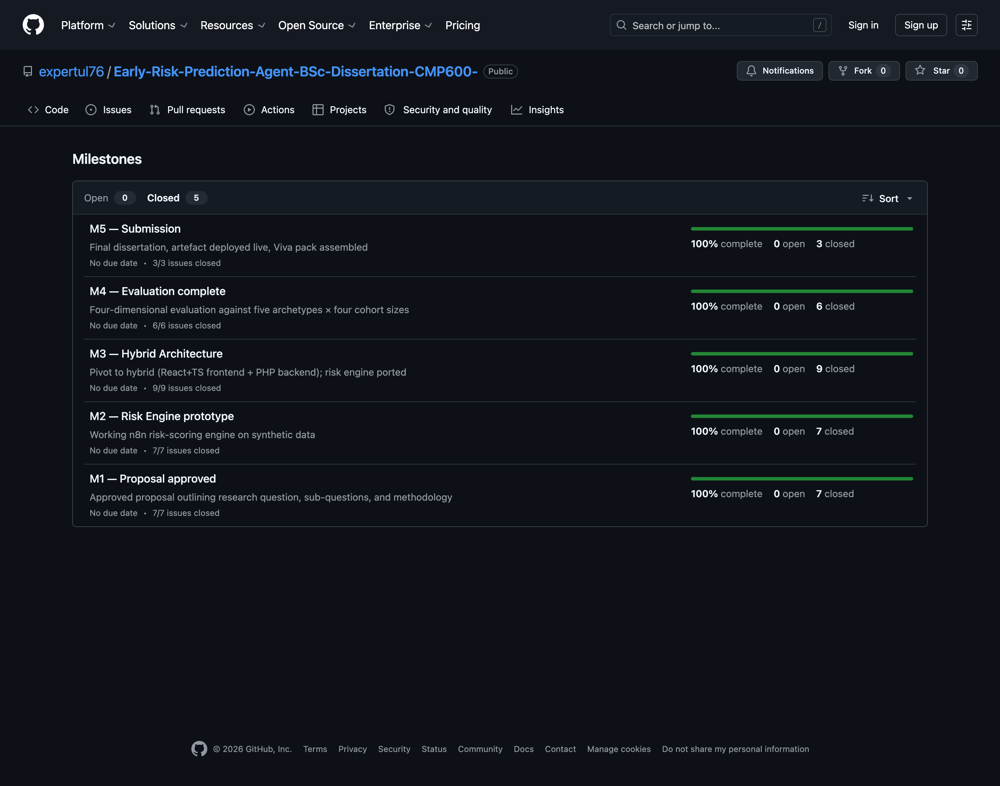 Platform Solutions Resources Open Source Enterprise Pricing Search or jump to... / Sign in Sign up
expertul76 / Early-Risk-Prediction-Agent-BSc-Dissertation-CMP600- Public Notifications Fork 0 Star 0
Code Issues Pull requests Actions Projects Security and quality Insights
Milestones
Open 0 Closed 5 Sort
M5 — Submission
Final dissertation, artefact deployed live, Viva pack assembled
No due date • 3/3 issues closed
100% complete 0 open 3 closed
M4 — Evaluation complete
Four-dimensional evaluation against five archetypes × four cohort sizes
No due date • 6/6 issues closed
100% complete 0 open 6 closed
M3 — Hybrid Architecture
Pivot to hybrid (React+TS frontend + PHP backend); risk engine ported
No due date • 9/9 issues closed
100% complete 0 open 9 closed
M2 — Risk Engine prototype
Working n8n risk-scoring engine on synthetic data
No due date • 7/7 issues closed
100% complete 0 open 7 closed
M1 — Proposal approved
Approved proposal outlining research question, sub-questions, and methodology
No due date • 7/7 issues closed
100% complete 0 open 7 closed
© 2026 GitHub, Inc. Terms Privacy Security Status Community Docs Contact Manage cookies Do not share my personal information